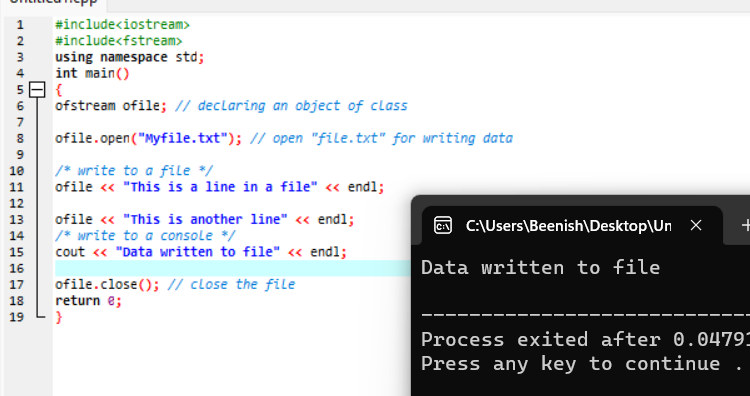 Untitled1.cpp
1 #include<iostream>
2 #include<fstream>
3 using namespace std;
4 int main()
5 {
6 ofstream ofile; // declaring an object of class
7
8 ofile.open("Myfile.txt"); // open "file.txt" for writing data
9
10 /* write to a file */
11 ofile << "This is a line in a file" << endl;
12
13 ofile << "This is another line" << endl;
14 /* write to a console */
15 cout << "Data written to file" << endl;
16
17 ofile.close(); // close the file
18 return 0;
19 }
C:\Users\Beenish\Desktop\Un
Data written to file
--------------------------------
Process exited after 0.04791
Press any key to continue .